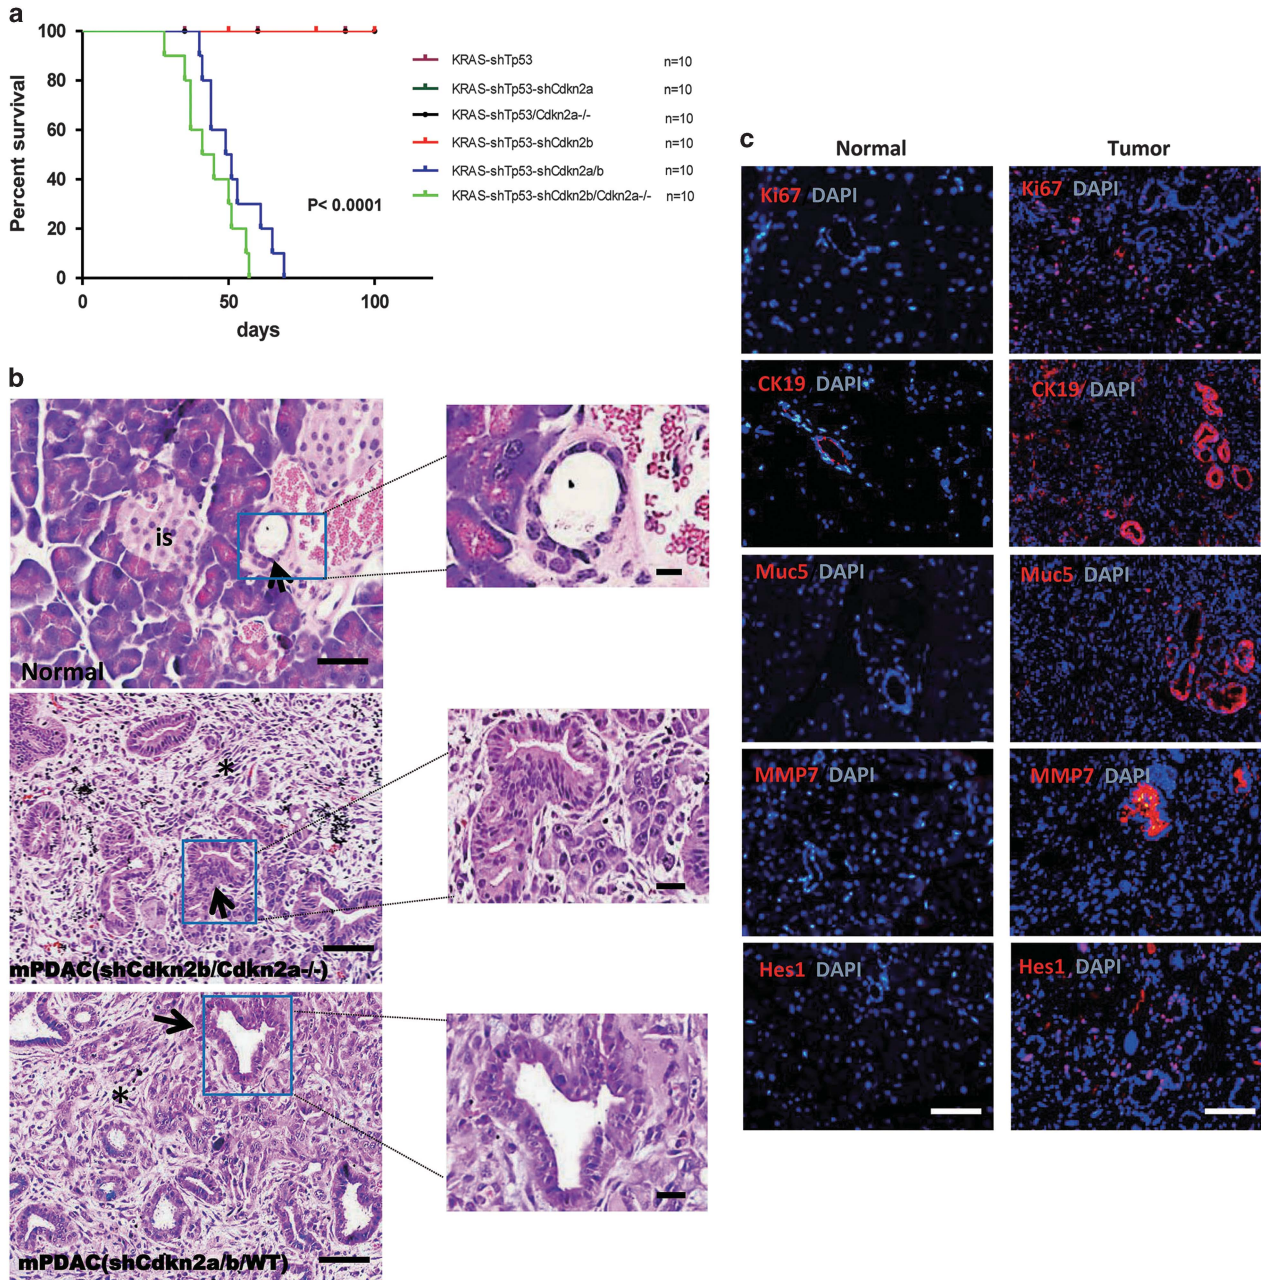 a
100
80
60
40
20
0
Percent survival
0 50 100
days
P< 0.0001
KRAS-shTp53 n=10
KRAS-shTp53-shCdkn2a n=10
KRAS-shTp53/Cdkn2a-/- n=10
KRAS-shTp53-shCdkn2b n=10
KRAS-shTp53-shCdkn2a/b n=10
KRAS-shTp53-shCdkn2b/Cdkn2a-/- n=10
b
is
Normal
*
mPDAC(shCdkn2b/Cdkn2a-/-)
*
mPDAC(shCdkn2a/b/WT)
c
Normal Tumor
Ki67 DAPI Ki67 DAPI
CK19 DAPI CK19 DAPI
Muc5 DAPI Muc5 DAPI
MMP7 DAPI MMP7 DAPI
Hes1 DAPI Hes1 DAPI